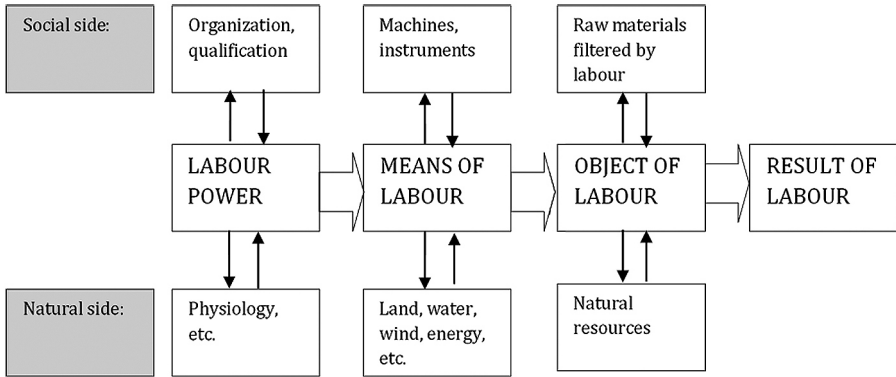 Social side:
Organization,
qualification
Machines,
instruments
Raw materials
filtered by
labour
LABOUR
POWER
MEANS OF
LABOUR
OBJECT OF
LABOUR
RESULT OF
LABOUR
Natural side:
Physiology,
etc.
Land, water,
wind, energy,
etc.
Natural
resources